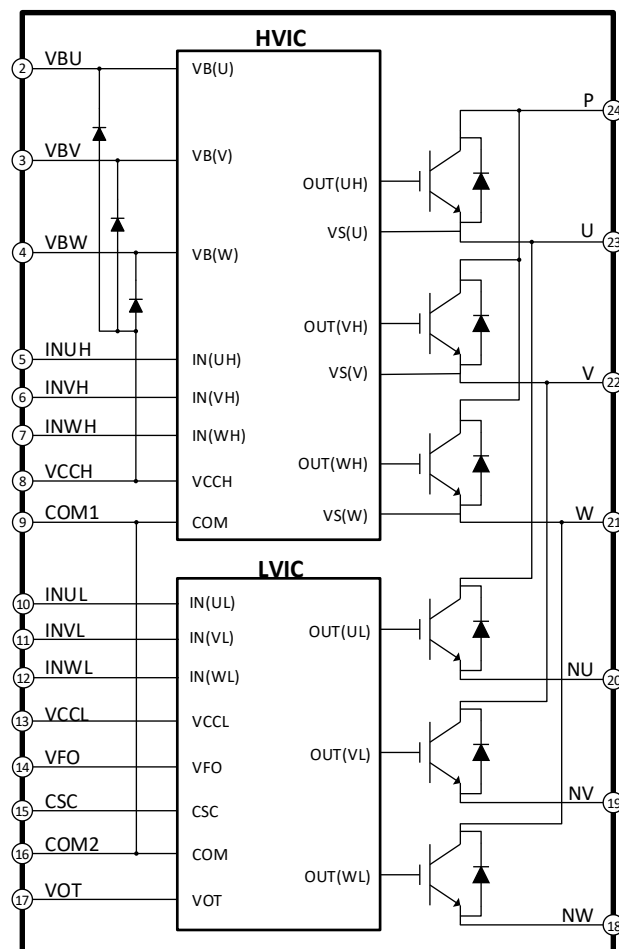 HVIC
2 VBU VB(U)
3 VBV VB(V)
4 VBW VB(W)
5 INUH IN(UH)
6 INVH IN(VH)
7 INWH IN(WH)
8 VCCH VCCH
9 COM1 COM
OUT(UH)
VS(U)
OUT(VH)
VS(V)
OUT(WH)
VS(W)
P 24
U 23
V 22
W 21
LVIC
10 INUL IN(UL)
11 INVL IN(VL)
12 INWL IN(WL)
13 VCCL VCCL
14 VFO VFO
15 CSC CSC
16 COM2 COM
17 VOT VOT
OUT(UL)
OUT(VL)
OUT(WL)
NU 20
NV 19
NW 18